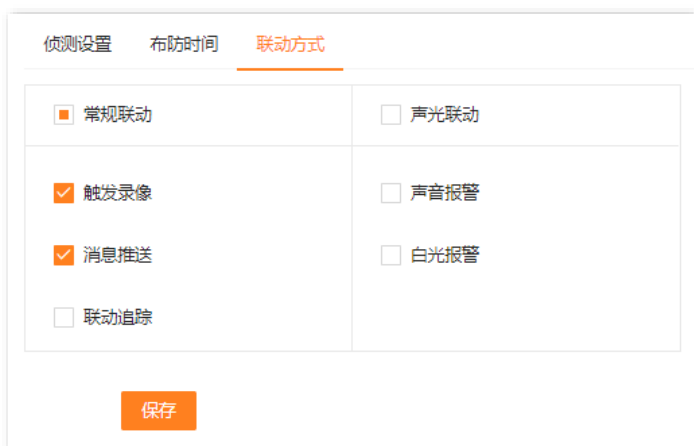 侦测设置 布防时间 联动方式
常规联动 声光联动
触发录像 声音报警
消息推送 白光报警
联动追踪
保存